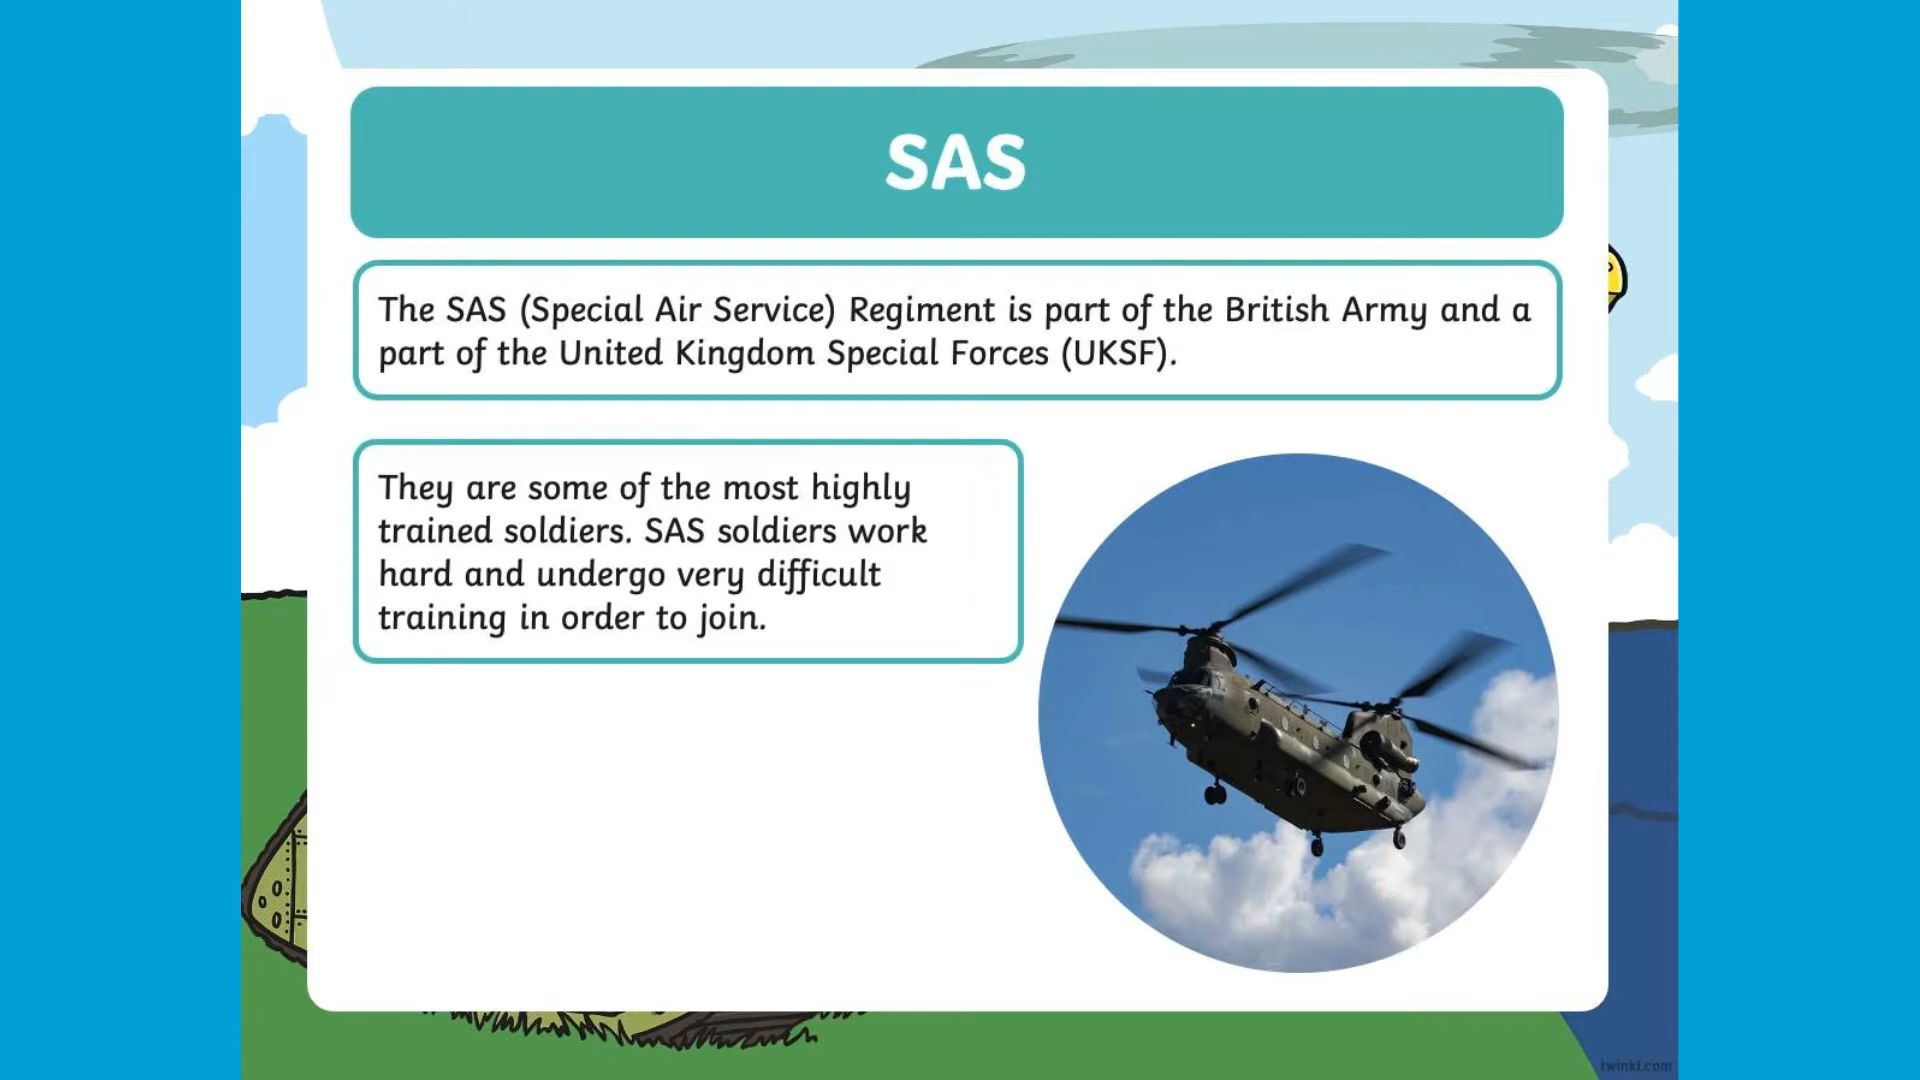 SAS
The SAS (Special Air Service) Regiment is part of the British Army and a
part of the United Kingdom Special Forces (UKSF).
They are some of the most highly
trained soldiers. SAS soldiers work
hard and undergo very difficult
training in order to join.
twinkl.com